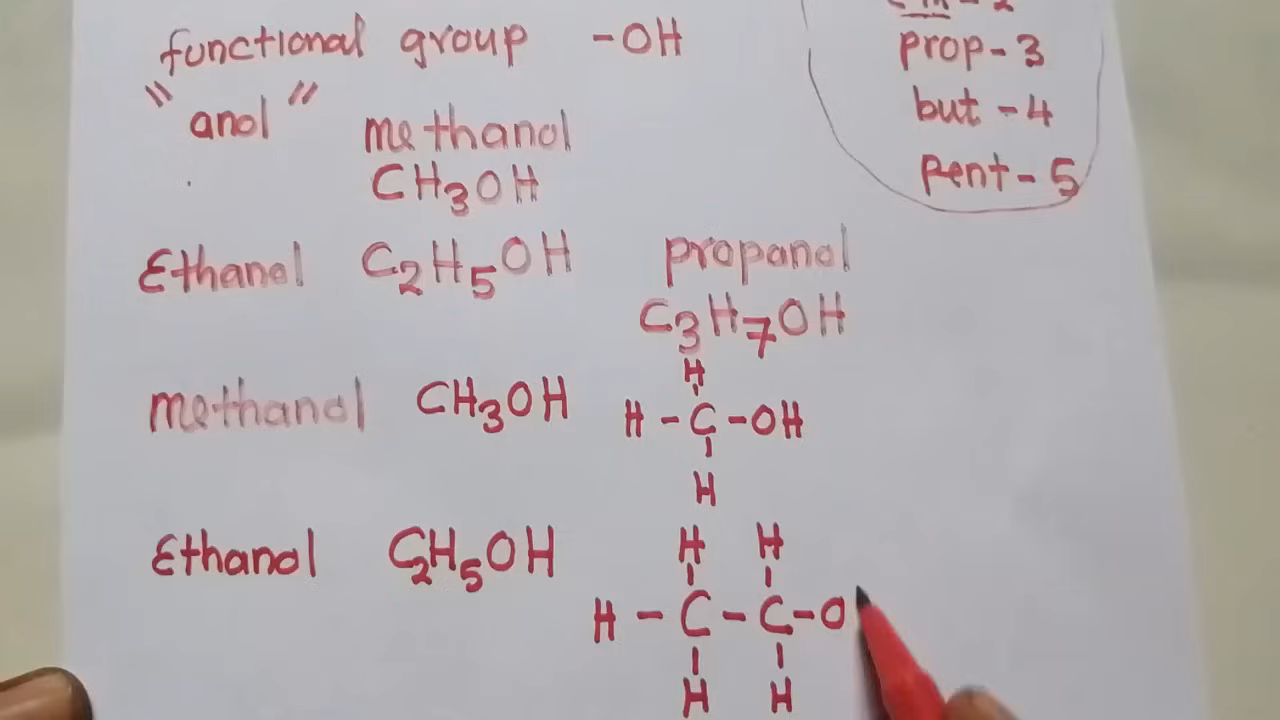 functional group -OH
"anol" methanol
CH3OH
Ethanol C2H5OH
propanol
C3H7OH
methanol CH3OH
H
H - C - OH
H
Ethanol C2H5OH
H H
H - C - C - O
H H
prop - 3
but - 4
pent - 5